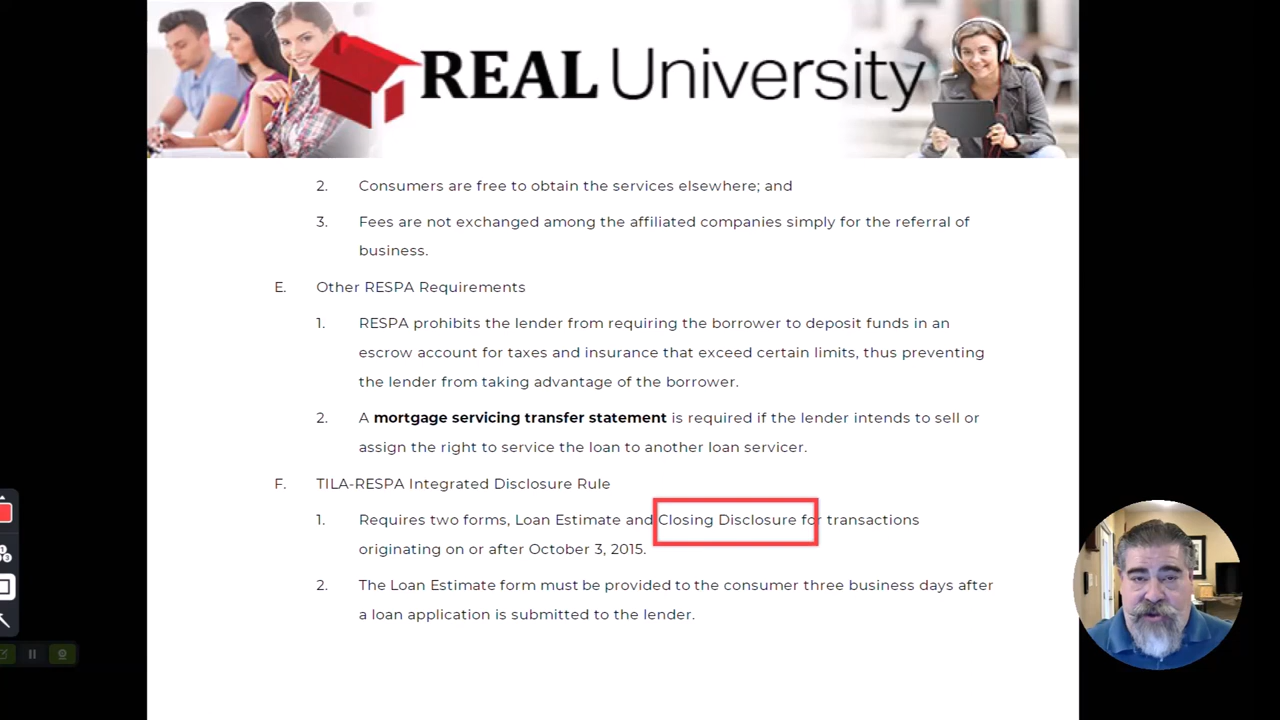 REAL University
2. Consumers are free to obtain the services elsewhere; and
3. Fees are not exchanged among the affiliated companies simply for the referral of
business.
E. Other RESPA Requirements
1. RESPA prohibits the lender from requiring the borrower to deposit funds in an
escrow account for taxes and insurance that exceed certain limits, thus preventing
the lender from taking advantage of the borrower.
2. A mortgage servicing transfer statement is required if the lender intends to sell or
assign the right to service the loan to another loan servicer.
F. TILA-RESPA Integrated Disclosure Rule
1. Requires two forms, Loan Estimate and Closing Disclosure for transactions
originating on or after October 3, 2015.
2. The Loan Estimate form must be provided to the consumer three business days after
a loan application is submitted to the lender.